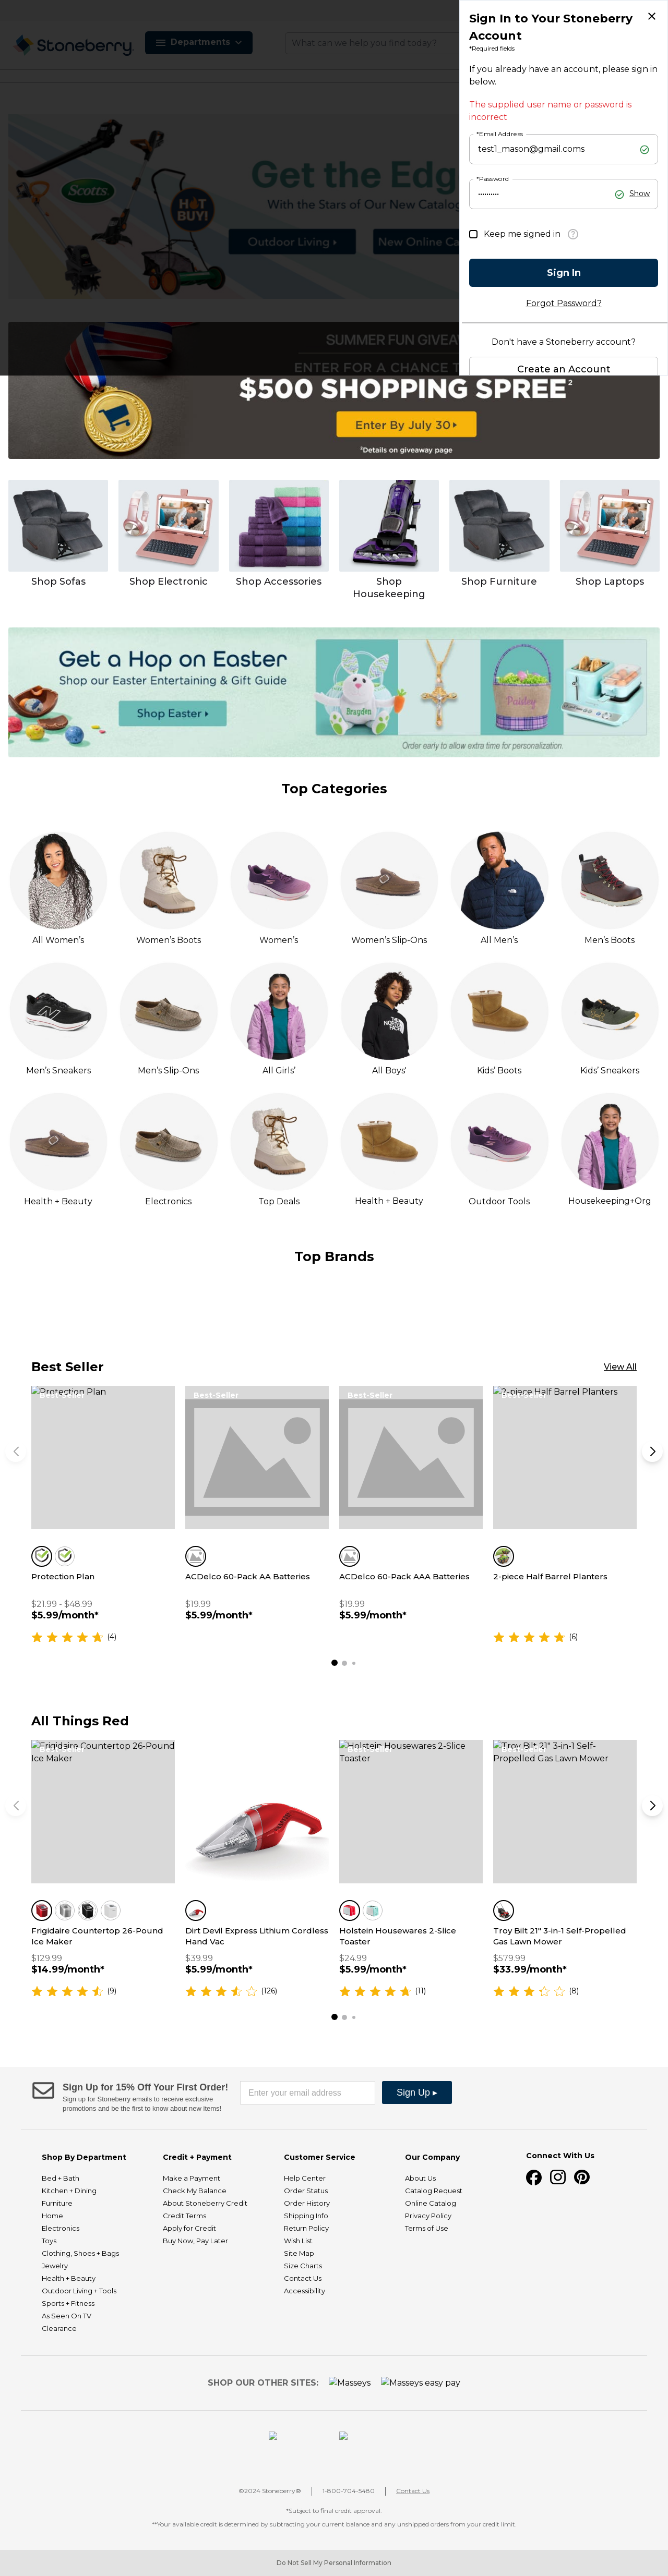 Sign In to Your Stoneberry
Account
*Required fields
If you already have an account, please sign in
below.
The supplied user name or password is
incorrect
*Email Address
test1_mason@gmail.coms
*Password
Show
Keep me signed in
Sign In
Forgot Password?
Don't have a Stoneberry account?
Create an Account
Stoneberry
Departments
What can we help you find today?
Get the
With the Starts of Our New Catalog
Scotts
HOT
BUY!
Outdoor Living
New Online Ca
SUMMER FUN GIVEAW
ENTER FOR A CHANCE T
$500 SHOPPING SPREE²
Enter By July 30
²Details on giveaway page
Shop Sofas
Shop Electronic
Shop Accessories
Shop
Housekeeping
Shop Furniture
Shop Laptops
Get a Hop on Easter
Shop our Easter Entertaining & Gift Guide
Shop Easter
Brayden
Paisley
Order early to allow extra time for personalization.
Top Categories
All Women's
Women's Boots
Women's
Women's Slip-Ons
All Men's
Men's Boots
Men's Sneakers
Men's Slip-Ons
All Girls'
All Boys'
Kids' Boots
Kids' Sneakers
Health + Beauty
Electronics
Top Deals
Health + Beauty
Outdoor Tools
Housekeeping+Org
Top Brands
Best Seller
View All
Protection Plan
Best-Seller
Best-Seller
2-piece Half Barrel Planters
Protection Plan
$21.99 - $48.99
$5.99/month*
(4)
ACDelco 60-Pack AA Batteries
$19.99
$5.99/month*
ACDelco 60-Pack AAA Batteries
$19.99
$5.99/month*
2-piece Half Barrel Planters
(6)
All Things Red
Frigidaire Countertop 26-Pound
Ice Maker
Holstein Housewares 2-Slice
Toaster
Troy Bilt 21" 3-in-1 Self-
Propelled Gas Lawn Mower
Frigidaire Countertop 26-Pound
Ice Maker
$129.99
$14.99/month*
(9)
Dirt Devil Express Lithium Cordless
Hand Vac
$39.99
$5.99/month*
(126)
Holstein Housewares 2-Slice
Toaster
$24.99
$5.99/month*
(11)
Troy Bilt 21" 3-in-1 Self-Propelled
Gas Lawn Mower
$579.99
$33.99/month*
(8)
Sign Up for 15% Off Your First Order!
Sign up for Stoneberry emails to receive exclusive
promotions and be the first to know about new items!
Enter your email address
Sign Up ▸
Shop By Department
Bed + Bath
Kitchen + Dining
Furniture
Home
Electronics
Toys
Clothing, Shoes + Bags
Jewelry
Health + Beauty
Outdoor Living + Tools
Sports + Fitness
As Seen On TV
Clearance
Credit + Payment
Make a Payment
Check My Balance
About Stoneberry Credit
Credit Terms
Apply for Credit
Buy Now, Pay Later
Customer Service
Help Center
Order Status
Order History
Shipping Info
Return Policy
Wish List
Site Map
Size Charts
Contact Us
Accessibility
Our Company
About Us
Catalog Request
Online Catalog
Privacy Policy
Terms of Use
Connect With Us
SHOP OUR OTHER SITES:
Masseys
Masseys easy pay
©2024 Stoneberry®
1-800-704-5480
Contact Us
*Subject to final credit approval.
**Your available credit is determined by subtracting your current balance and any unshipped orders from your credit limit.
Do Not Sell My Personal Information